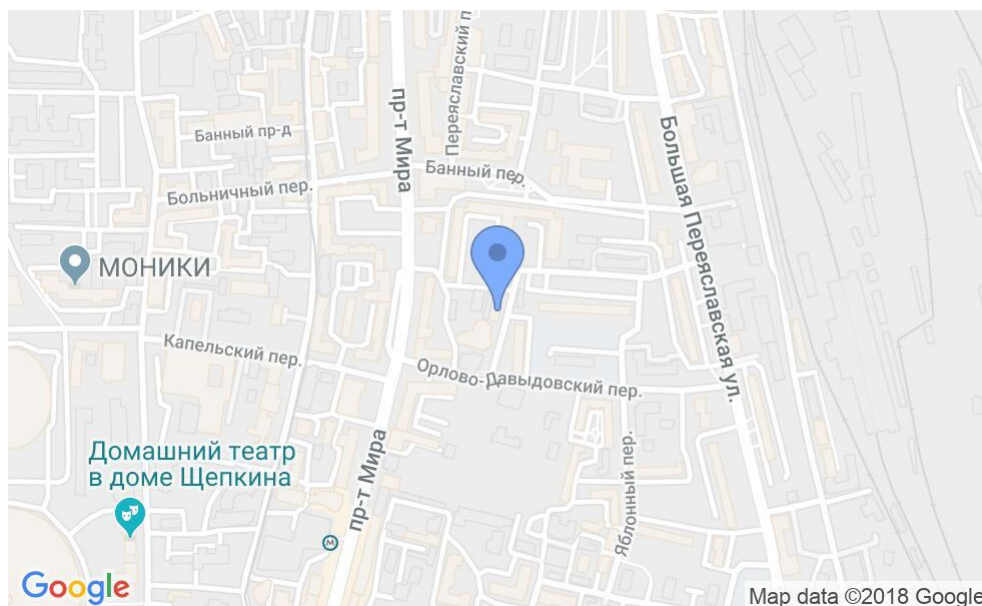 Переяславский п
пр-т Мира
Банный пр-д
Больничный пер.
Банный пер.
Большая Переяславская ул.
МОНИКИ
Капельский пер.
Орлово-Давыдовский пер.
Домашний театр
в доме Щепкина
пр-т Мира
Яблонный пер.
М
Google
Map data ©2018 Google